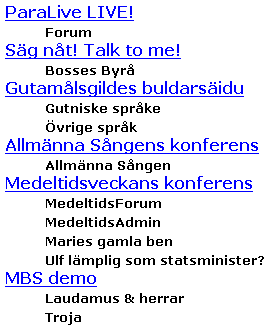 ParaLive LIVE!
Forum
Säg nåt! Talk to me!
Bosses Byrå
Gutamålsgildes buldarsäidu
Gutniske språke
Övrige språk
Allmänna Sångens konferens
Allmänna Sången
Medeltidsveckans konferens
MedeltidsForum
MedeltidsAdmin
Maries gamla ben
Ulf lämplig som statsminister?
MBS demo
Laudamus & herrar
Troja